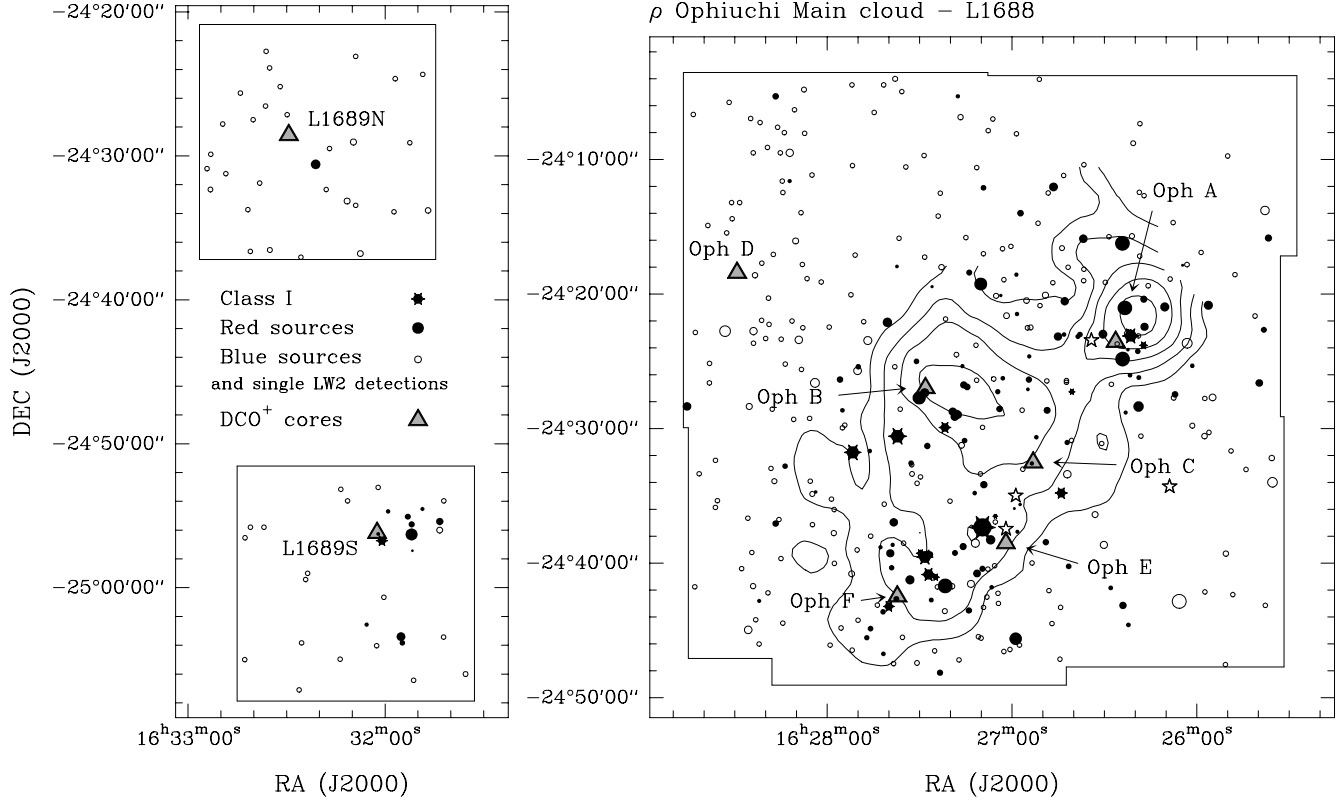 ρ Ophiuchi Main cloud − L1688
−24°20'00''
−24°30'00''
−24°40'00''
−24°50'00''
−25°00'00''
DEC (J2000)
L1689N
Class I
Red sources
Blue sources
and single LW2 detections
DCO⁺ cores
L1689S
16ʰ33ᵐ00ˢ
32ᵐ00ˢ
RA (J2000)
−24°10'00''
−24°20'00''
−24°30'00''
−24°40'00''
−24°50'00''
Oph A
Oph D
Oph B
Oph C
Oph E
Oph F
16ʰ28ᵐ00ˢ
27ᵐ00ˢ
26ᵐ00ˢ
RA (J2000)